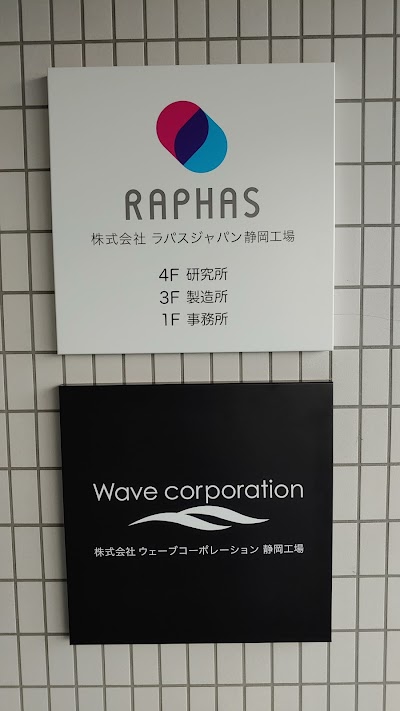 RAPHAS
株式会社 ラパスジャパン 静岡工場
4F 研究所
3F 製造所
1F 事務所
Wave corporation
株式会社 ウェーブコーポレーション 静岡工場